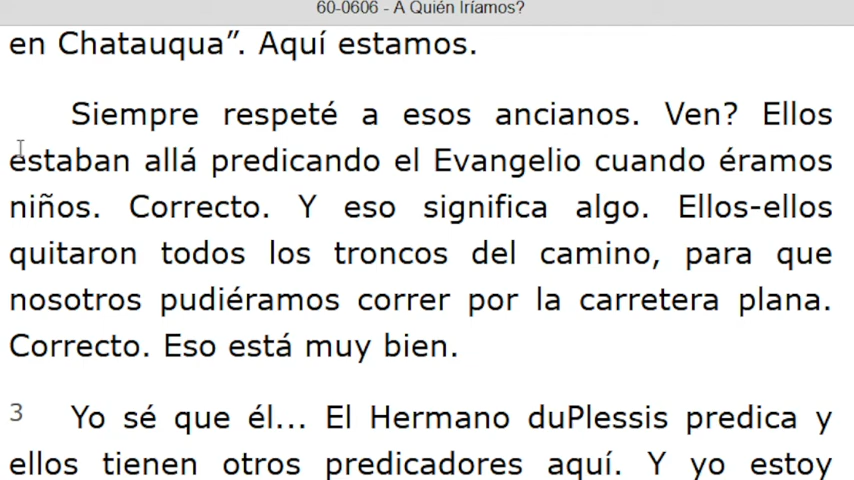 60-0606 - A Quién Iríamos?
en Chatauqua”. Aquí estamos.
Siempre respeté a esos ancianos. Ven? Ellos
estaban allá predicando el Evangelio cuando éramos
niños. Correcto. Y eso significa algo. Ellos-ellos
quitaron todos los troncos del camino, para que
nosotros pudiéramos correr por la carretera plana.
Correcto. Eso está muy bien.
3 Yo sé que él... El Hermano duPlessis predica y
ellos tienen otros predicadores aquí. Y yo estoy